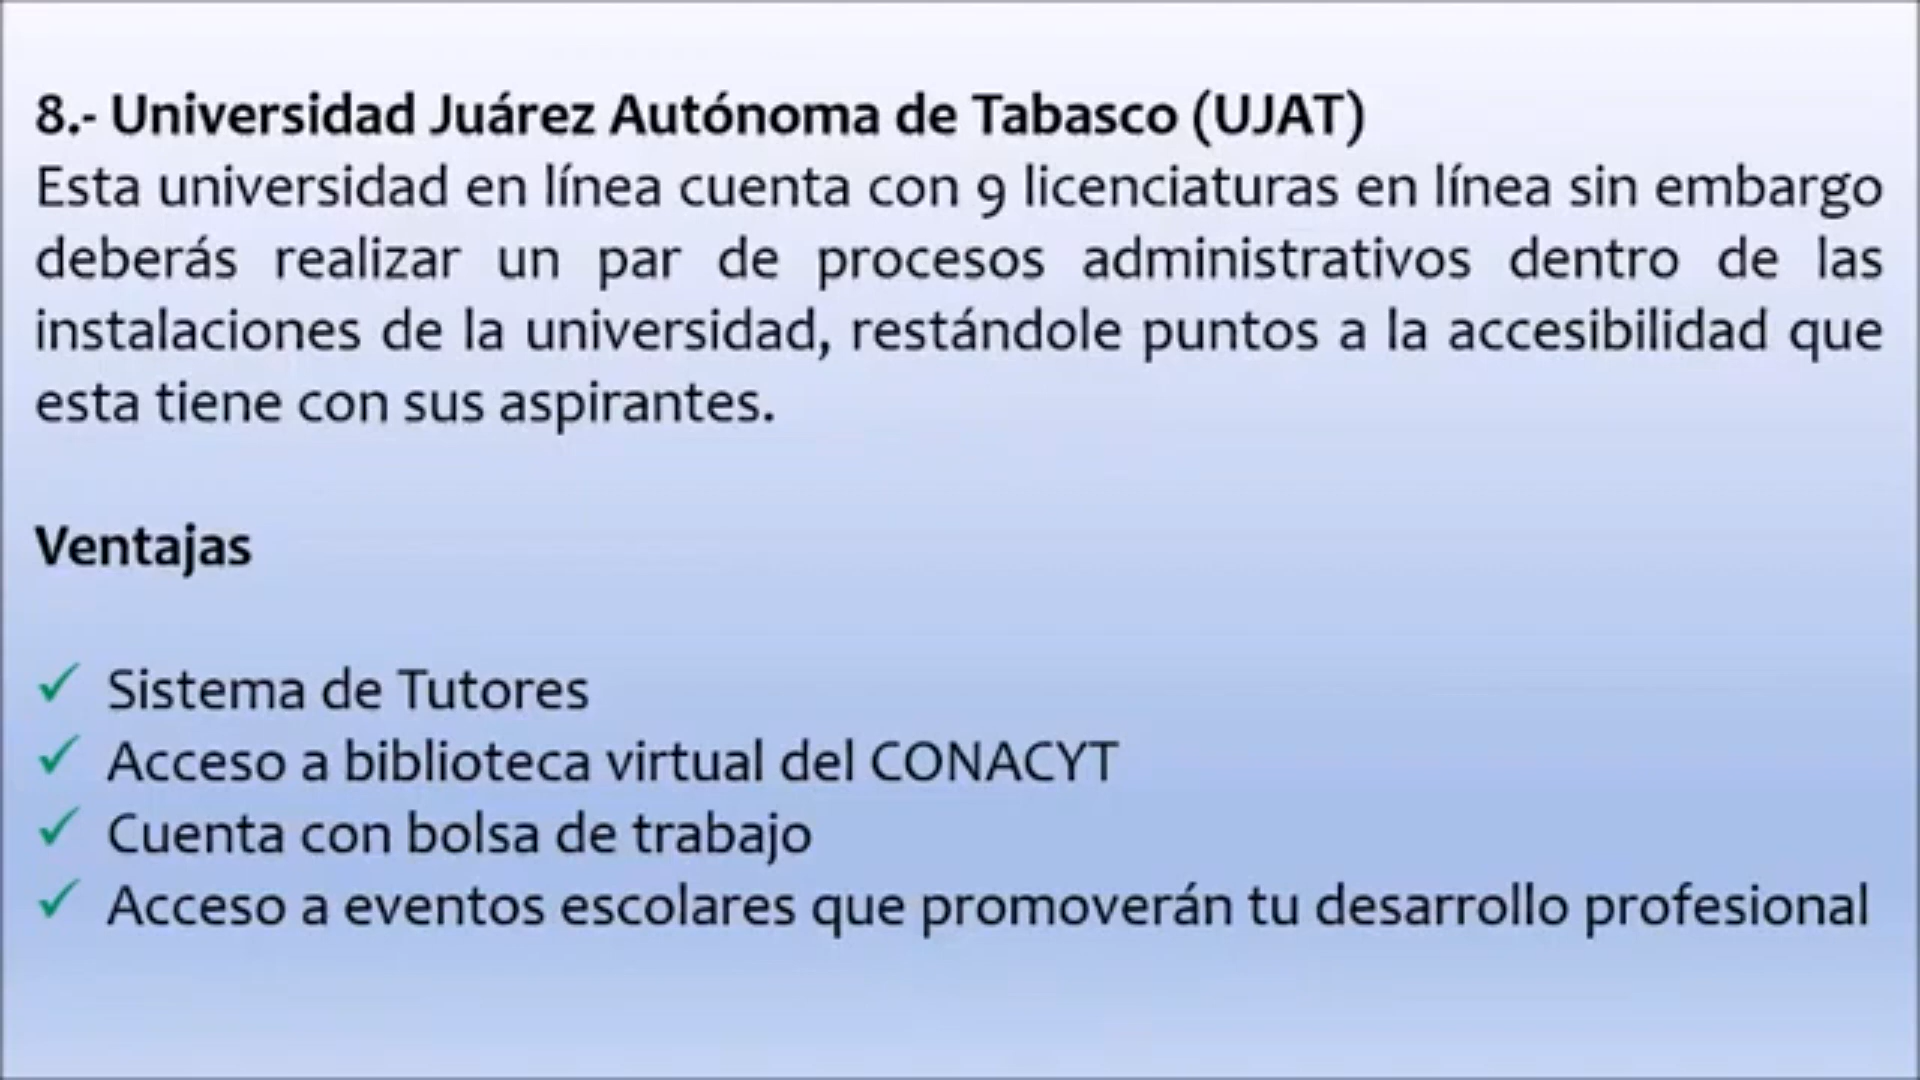 8.- Universidad Juárez Autónoma de Tabasco (UJAT)
Esta universidad en línea cuenta con 9 licenciaturas en línea sin embargo
deberás realizar un par de procesos administrativos dentro de las
instalaciones de la universidad, restándole puntos a la accesibilidad que
esta tiene con sus aspirantes.
Ventajas
✓ Sistema de Tutores
✓ Acceso a biblioteca virtual del CONACYT
✓ Cuenta con bolsa de trabajo
✓ Acceso a eventos escolares que promoverán tu desarrollo profesional